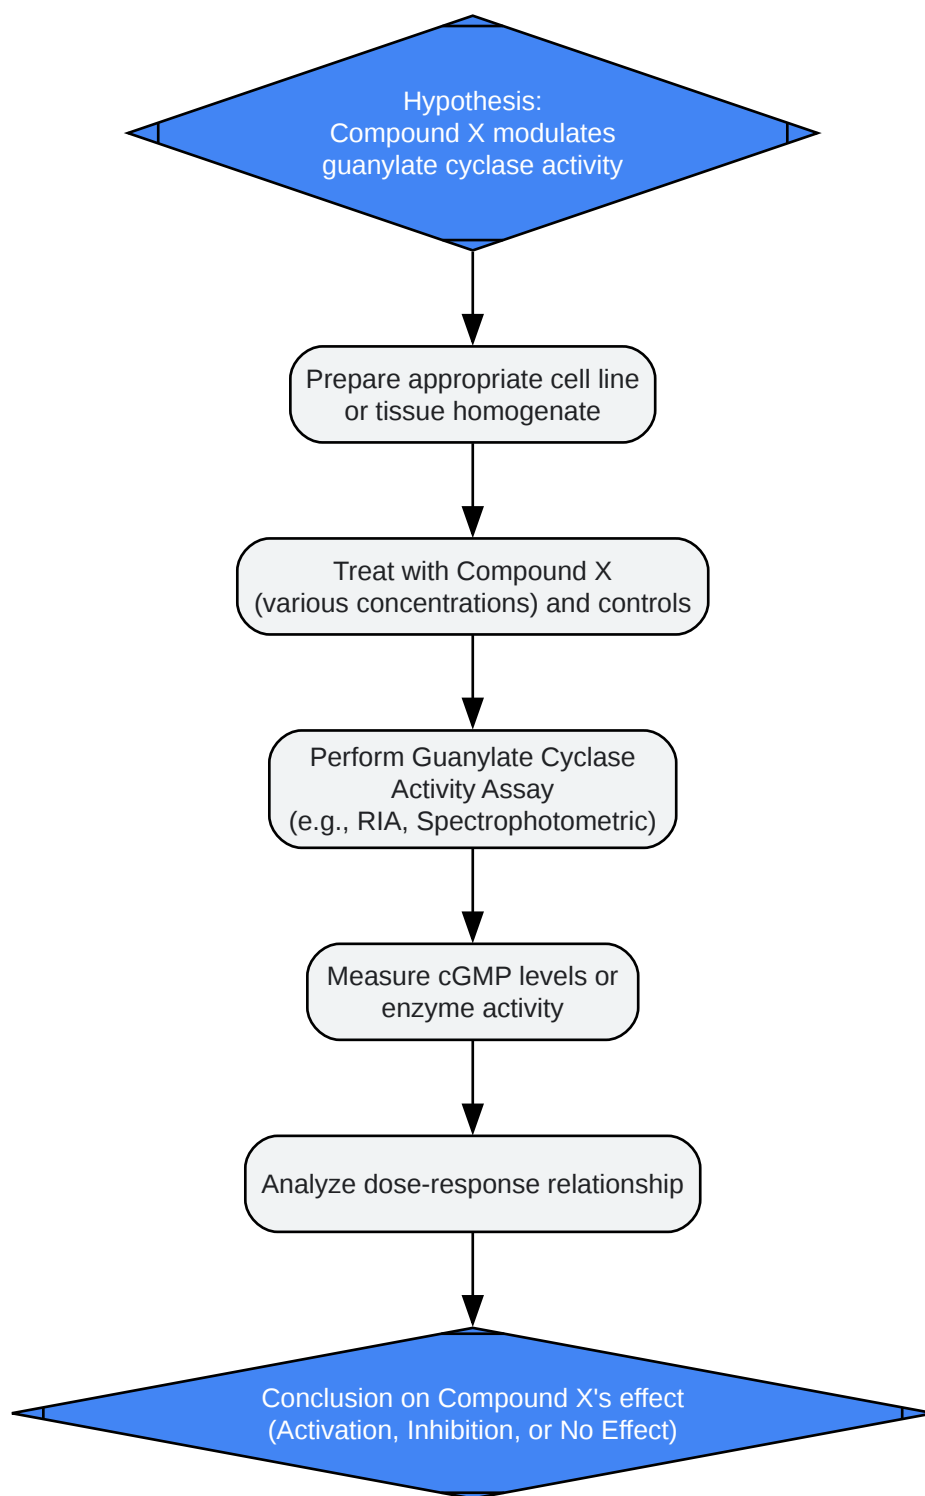 Hypothesis:
Compound X modulates
guanylate cyclase activity
Prepare appropriate cell line
or tissue homogenate
Treat with Compound X
(various concentrations) and controls
Perform Guanylate Cyclase
Activity Assay
(e.g., RIA, Spectrophotometric)
Measure cGMP levels or
enzyme activity
Analyze dose-response relationship
Conclusion on Compound X's effect
(Activation, Inhibition, or No Effect)